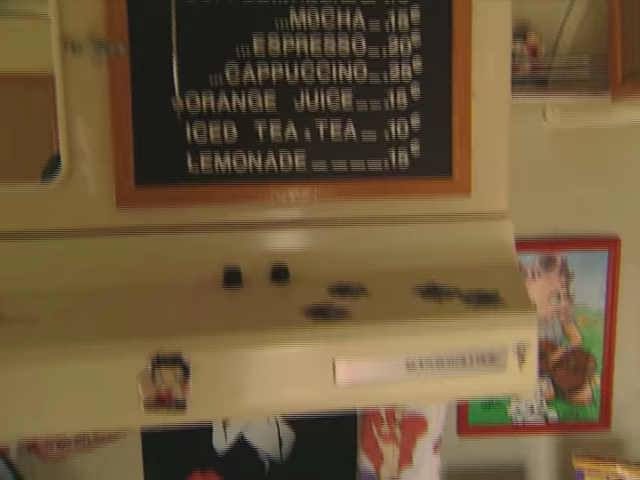 MOCHA 15¢
ESPRESSO 20¢
CAPPUCCINO 25¢
ORANGE JUICE 15¢
ICED TEA, TEA 10¢
LEMONADE 15¢